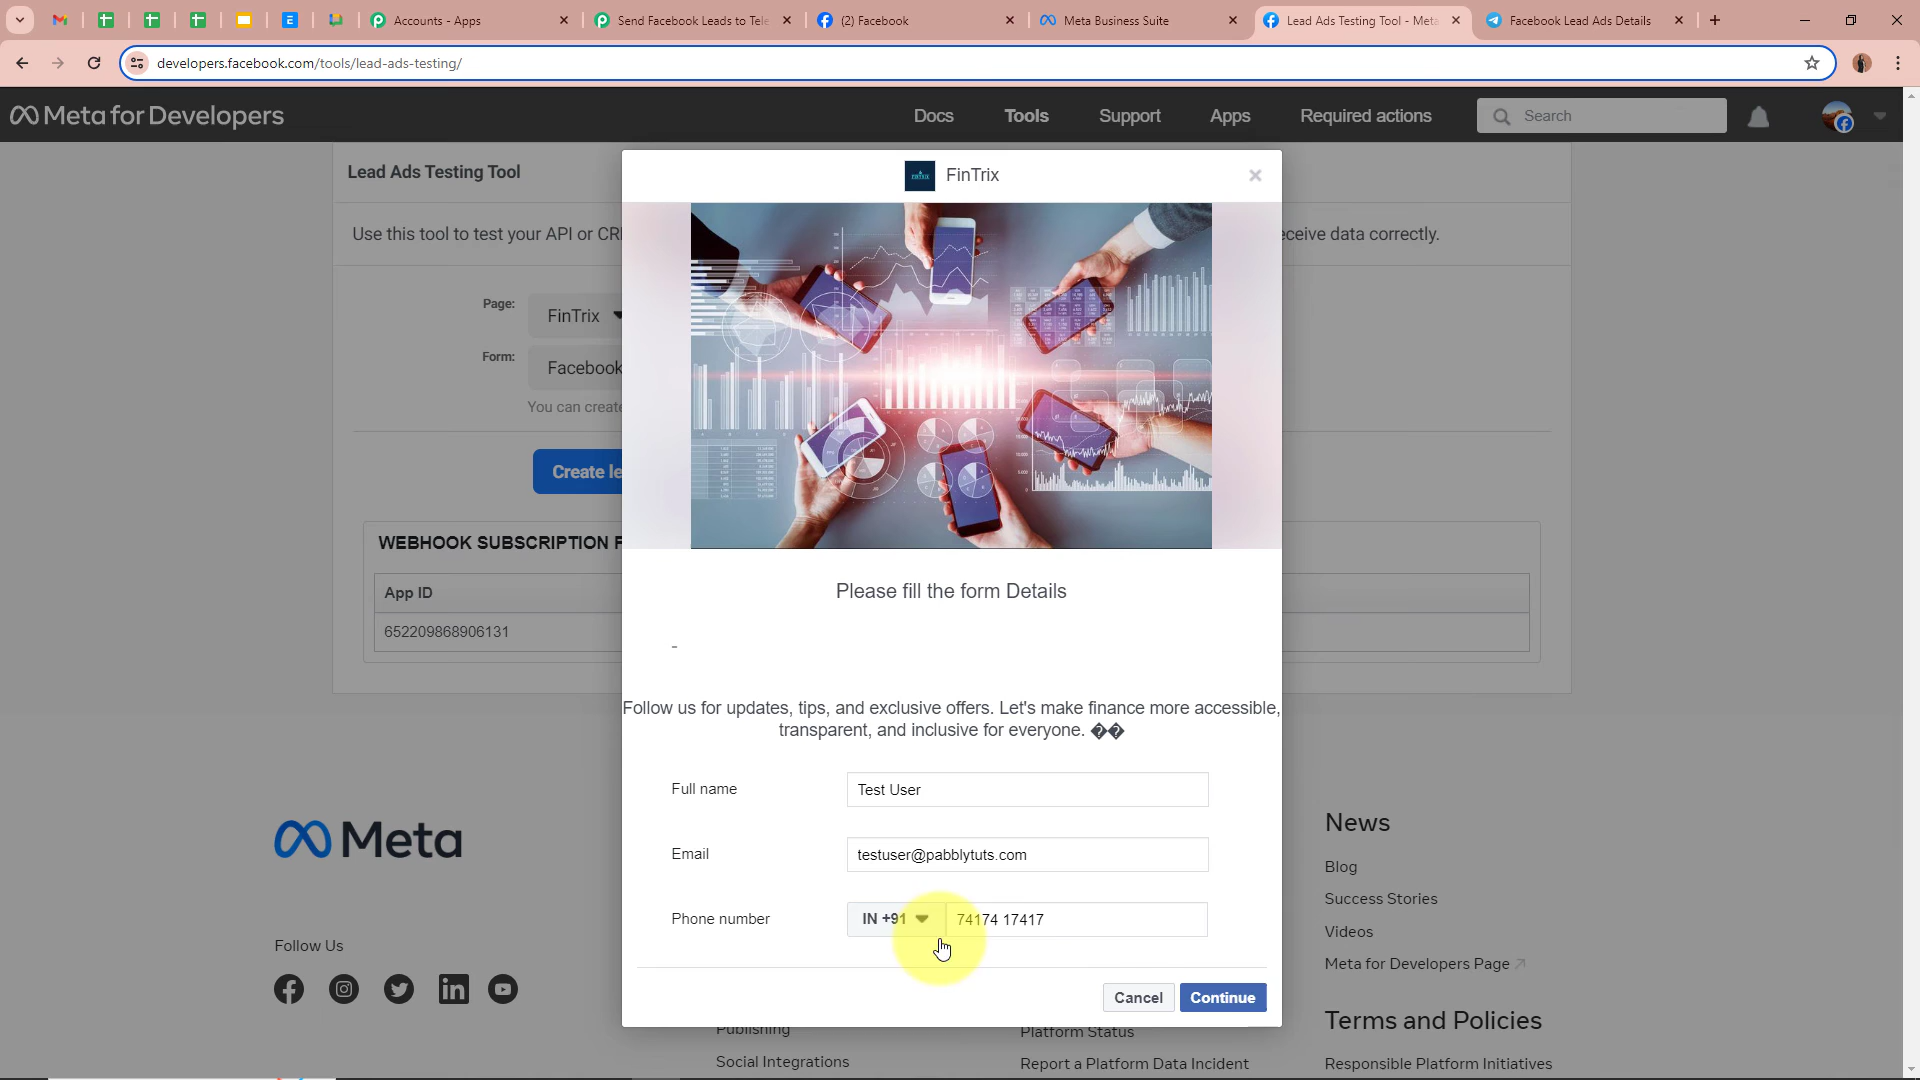 Accounts - Apps
Send Facebook Leads to Tele
(2) Facebook
Meta Business Suite
Lead Ads Testing Tool - Meta
Facebook Lead Ads Details
developers.facebook.com/tools/lead-ads-testing/
Meta for Developers
Docs
Tools
Support
Apps
Required actions
Search
Lead Ads Testing Tool
FinTrix
Use this tool to test your API or CR
eceive data correctly.
Page:
FinTrix
Form:
Facebook
You can create
Create le
WEBHOOK SUBSCRIPTION F
App ID
652209868906131
Please fill the form Details
-
Follow us for updates, tips, and exclusive offers. Let's make finance more accessible,
transparent, and inclusive for everyone. ��
Full name
Test User
Email
testuser@pabblytuts.com
Phone number
IN +91
74174 17417
Cancel
Continue
Meta
Follow Us
Publishing
Social Integrations
Platform Status
Report a Platform Data Incident
News
Blog
Success Stories
Videos
Meta for Developers Page
Terms and Policies
Responsible Platform Initiatives